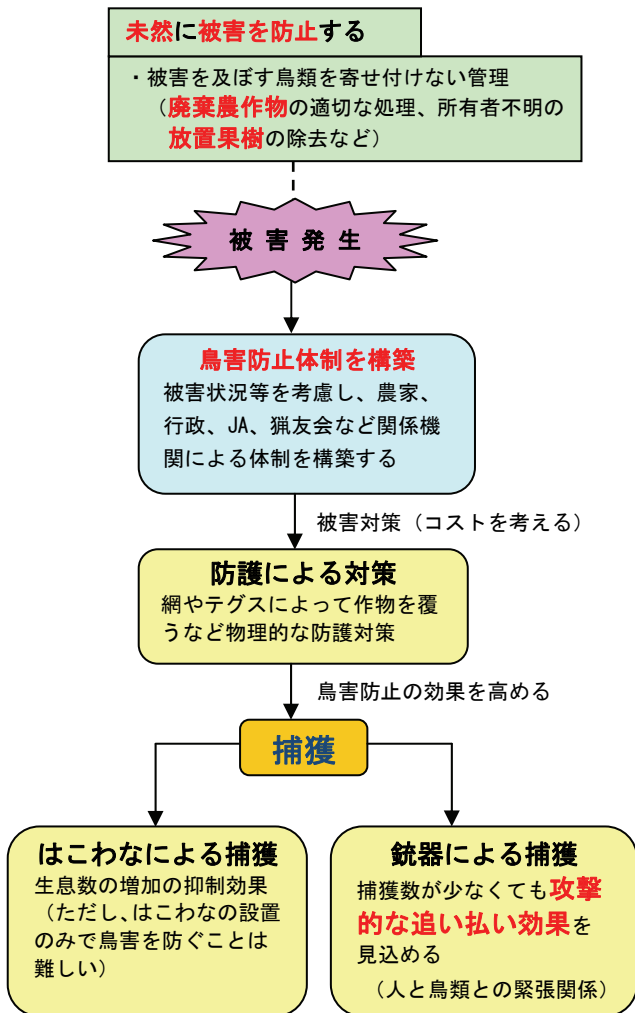 未然に被害を防止する
・被害を及ぼす鳥類を寄せ付けない管理
（廃棄農作物の適切な処理、所有者不明の
放置果樹の除去など）
被 害 発 生
鳥害防止体制を構築
被害状況等を考慮し、農家、
行政、JA、猟友会など関係機
関による体制を構築する
被害対策（コストを考える）
防護による対策
網やテグスによって作物を覆
うなど物理的な防護対策
鳥害防止の効果を高める
捕獲
はこわなによる捕獲
生息数の増加の抑制効果
（ただし、はこわなの設置
のみで鳥害を防ぐことは
難しい）
銃器による捕獲
捕獲数が少なくても攻撃
的な追い払い効果を
見込める
（人と鳥類との緊張関係）